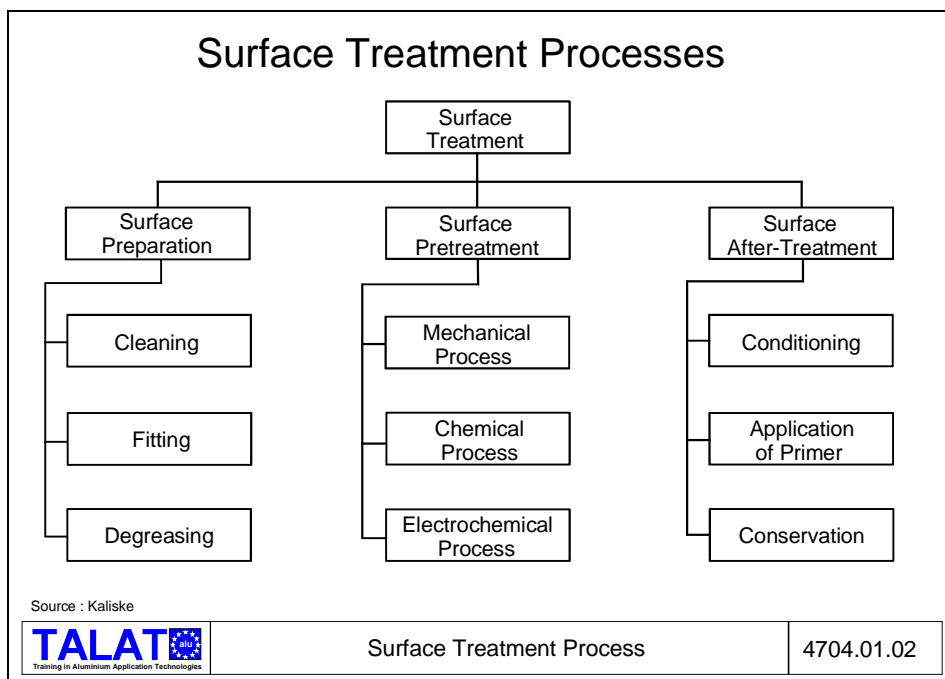 Surface Treatment Processes
Surface
Treatment
Surface
Preparation
Surface
Pretreatment
Surface
After-Treatment
Cleaning
Mechanical
Process
Conditioning
Fitting
Chemical
Process
Application
of Primer
Degreasing
Electrochemical
Process
Conservation
Source : Kaliske
TALAT
alu
Training in Aluminium Application Technologies
Surface Treatment Process
4704.01.02